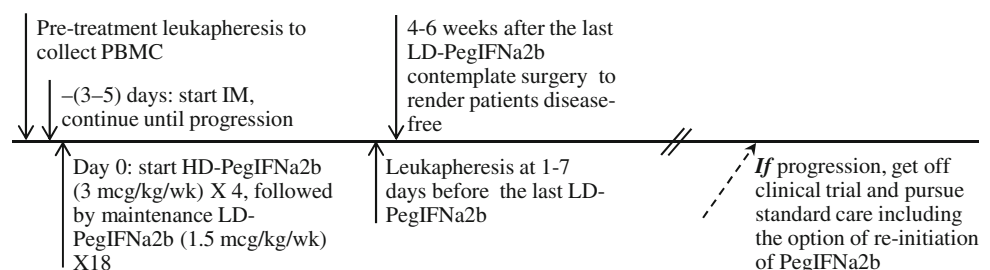 Pre-treatment leukapheresis to
collect PBMC
–(3–5) days: start IM,
continue until progression
4-6 weeks after the last
LD-PegIFNa2b
contemplate surgery to
render patients disease-
free
Day 0: start HD-PegIFNa2b
(3 mcg/kg/wk) X 4, followed
by maintenance LD-
PegIFNa2b (1.5 mcg/kg/wk)
X18
Leukapheresis at 1-7
days before the last LD-
PegIFNa2b
If progression, get off
clinical trial and pursue
standard care including
the option of re-initiation
of PegIFNa2b